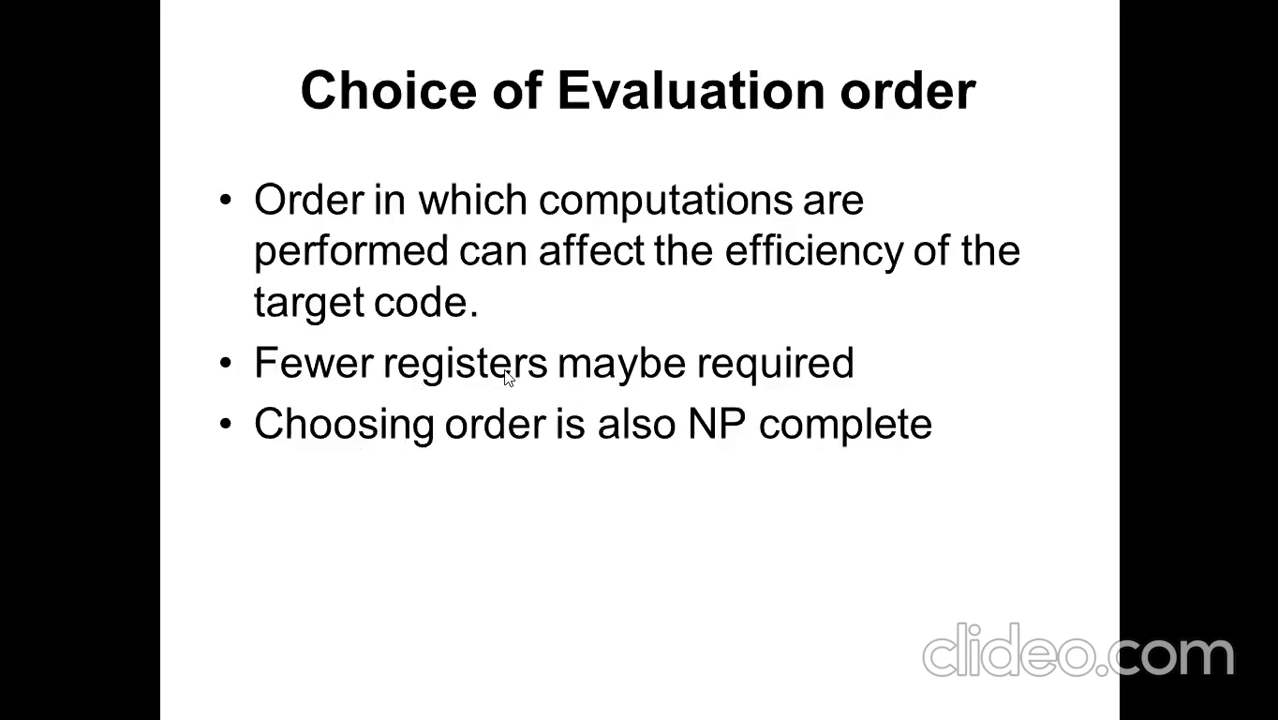 Choice of Evaluation order
• Order in which computations are
performed can affect the efficiency of the
target code.
• Fewer registers maybe required
• Choosing order is also NP complete
clideo.com